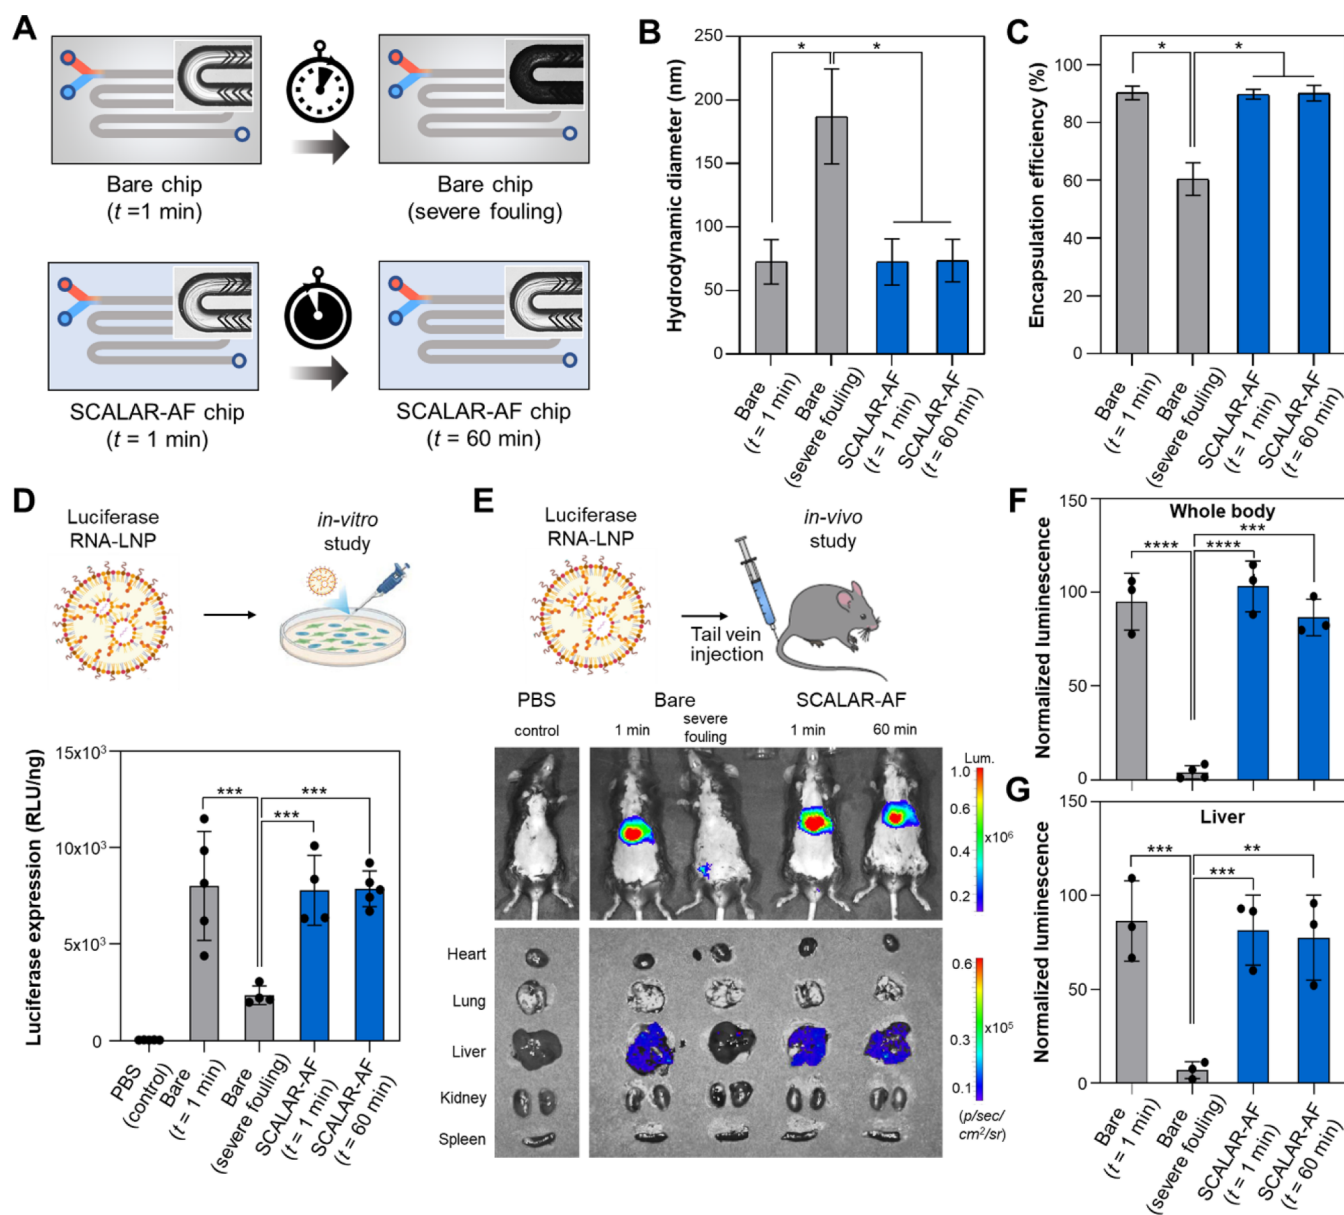 A
Bare chip
(t =1 min)
Bare chip
(severe fouling)
SCALAR-AF chip
(t = 1 min)
SCALAR-AF chip
(t = 60 min)
B
Hydrodynamic diameter (nm)
250
200
150
100
50
0
*
*
Bare
(t = 1 min)
Bare
(severe fouling)
SCALAR-AF
(t = 1 min)
SCALAR-AF
(t = 60 min)
C
Encapsulation efficiency (%)
100
80
60
40
20
0
*
*
Bare
(t = 1 min)
Bare
(severe fouling)
SCALAR-AF
(t = 1 min)
SCALAR-AF
(t = 60 min)
D
Luciferase
RNA-LNP
in-vitro
study
Luciferase expression (RLU/ng)
15x10³
10x10³
5x10³
0
***
***
***
PBS
(control)
Bare
(t = 1 min)
Bare
(severe fouling)
SCALAR-AF
(t = 1 min)
SCALAR-AF
(t = 60 min)
E
Luciferase
RNA-LNP
in-vivo
study
Tail vein
injection
PBS
Bare
SCALAR-AF
control
1 min
severe
fouling
1 min
60 min
Lum.
1.0
0.6
0.4
0.2
x10⁶
Heart
Lung
Liver
Kidney
Spleen
0.6
0.3
0.1
x10⁵
(p/sec/
cm²/sr)
F
Whole body
Normalized luminescence
150
100
50
0
****
****
***
G
Liver
Normalized luminescence
150
100
50
0
***
***
**
Bare
(t = 1 min)
Bare
(severe fouling)
SCALAR-AF
(t = 1 min)
SCALAR-AF
(t = 60 min)